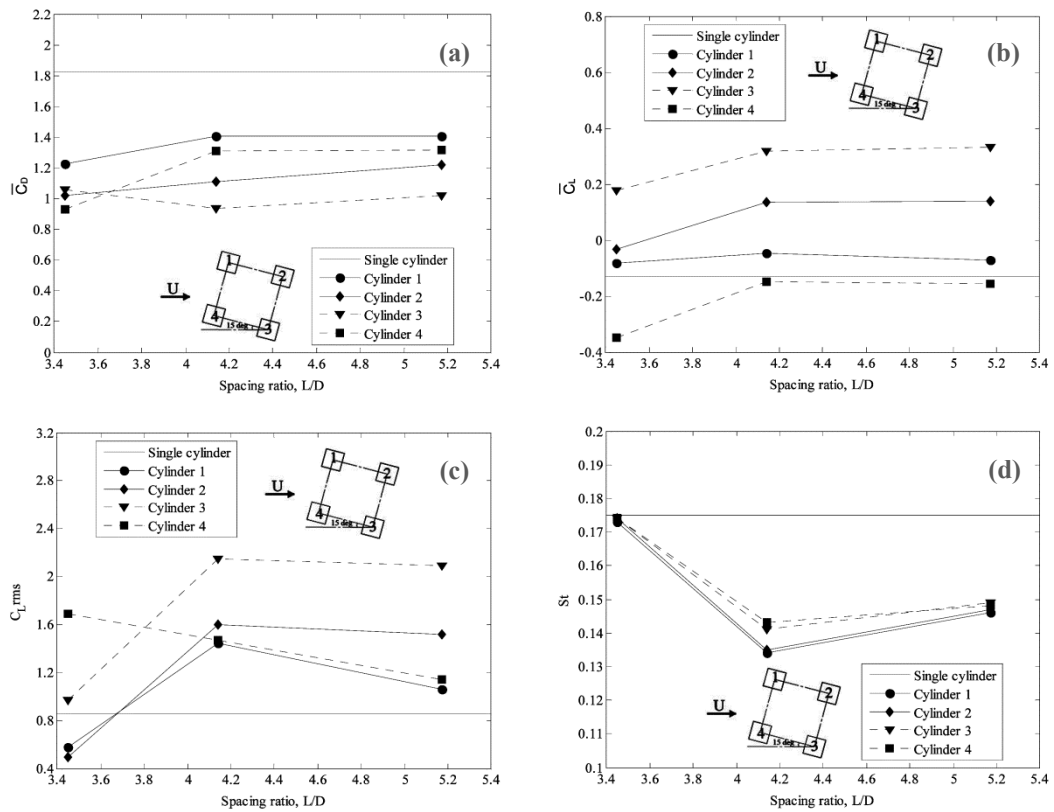 2
1.8
1.6
1.4
1.2
1
0.8
0.6
0.4
0.2
0
C̄D
3.4 3.6 3.8 4 4.2 4.4 4.6 4.8 5 5.2 5.4
Spacing ratio, L/D
(a)
U
1
2
4
3
15 deg
Single cylinder
Cylinder 1
Cylinder 2
Cylinder 3
Cylinder 4
0.8
0.6
0.4
0.2
0
-0.2
-0.4
C̄L
3.4 3.6 3.8 4 4.2 4.4 4.6 4.8 5 5.2 5.4
Spacing ratio, L/D
Single cylinder
Cylinder 1
Cylinder 2
Cylinder 3
Cylinder 4
U
1
2
4
3
15 deg
(b)
3.2
2.8
2.4
2
1.6
1.2
0.8
0.4
CLrms
3.4 3.6 3.8 4 4.2 4.4 4.6 4.8 5 5.2 5.4
Spacing ratio, L/D
Single cylinder
Cylinder 1
Cylinder 2
Cylinder 3
Cylinder 4
U
1
2
4
3
15 deg
(c)
0.2
0.19
0.18
0.17
0.16
0.15
0.14
0.13
0.12
0.11
0.1
St
3.4 3.6 3.8 4 4.2 4.4 4.6 4.8 5 5.2 5.4
Spacing ratio, L/D
(d)
U
1
2
4
3
15 deg
Single cylinder
Cylinder 1
Cylinder 2
Cylinder 3
Cylinder 4